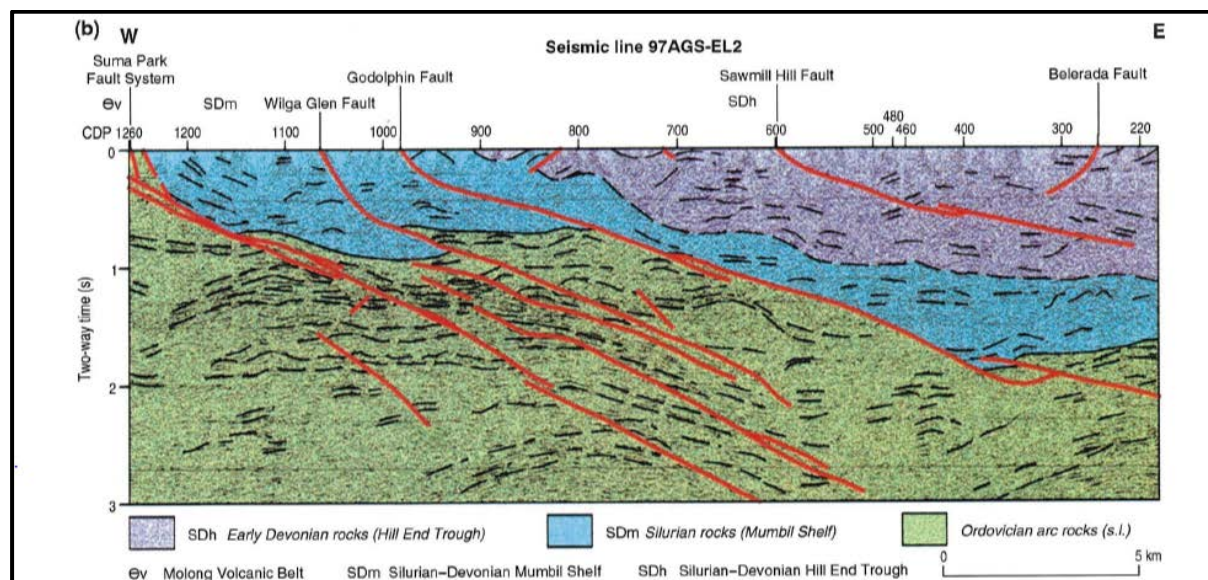 (b) W E
Seismic line 97AGS-EL2
Suma Park
Fault System
Godolphin Fault
Sawmill Hill Fault
Belerada Fault
ɵv SDm Wilga Glen Fault SDh
480
CDP 1260 1200 1100 1000 900 800 700 600 500 460 400 300 220
0
1
2
3
Two-way time (s)
SDh Early Devonian rocks (Hill End Trough) SDm Silurian rocks (Mumbil Shelf) Ordovician arc rocks (s.l.)
0 5 km
ɵv Molong Volcanic Belt SDm Silurian–Devonian Mumbil Shelf SDh Silurian–Devonian Hill End Trough